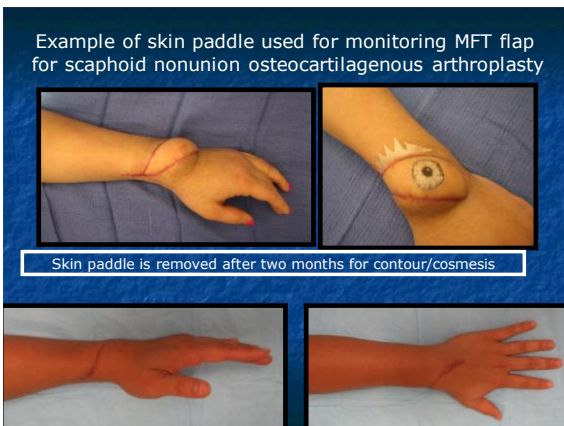 Example of skin paddle used for monitoring MFT flap
for scaphoid nonunion osteocartilagenous arthroplasty
Skin paddle is removed after two months for contour/cosmesis